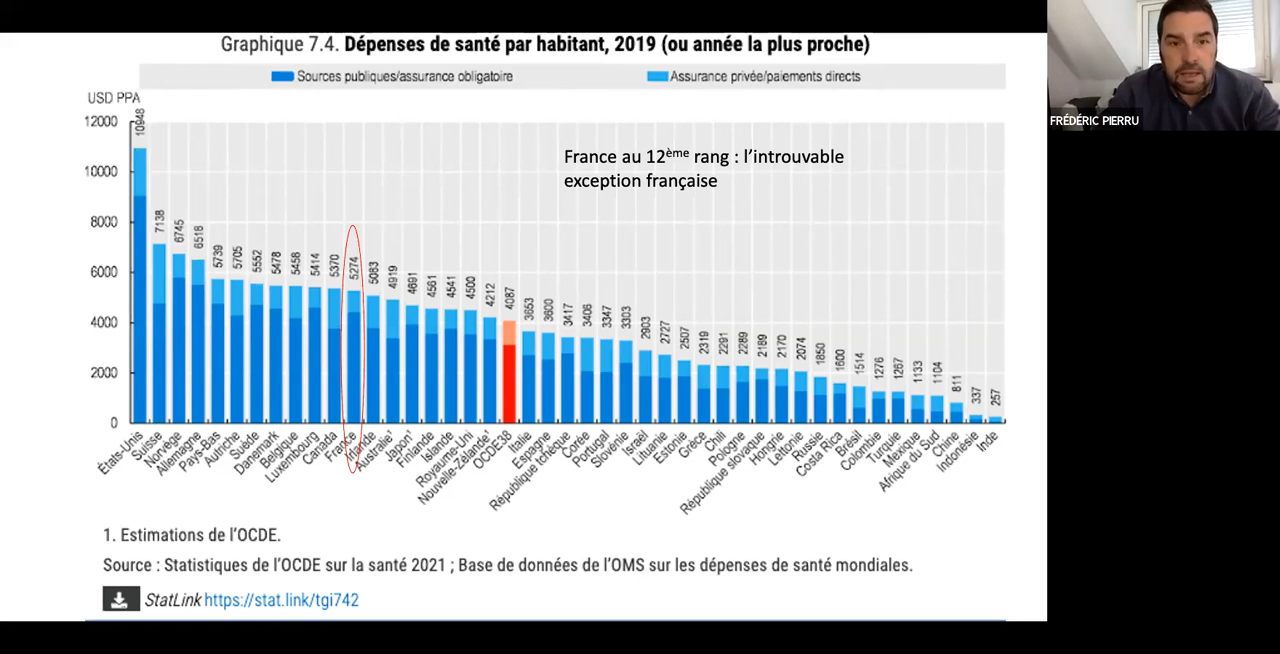 Graphique 7.4. Dépenses de santé par habitant, 2019 (ou année la plus proche)
Sources publiques/assurance obligatoire
Assurance privée/paiements directs
USD PPA
12000
10000
8000
6000
4000
2000
0
10948
7138
6745
6518
5739
5705
5552
5478
5458
5414
5370
5274
5083
4919
4691
4561
4541
4500
4212
4087
3653
3600
3417
3406
3347
3303
2903
2727
2507
2319
2291
2289
2189
2170
2074
1850
1600
1514
1276
1267
1133
1104
811
337
257
France au 12ème rang : l’introuvable
exception française
États-Unis
Suisse
Norvège
Allemagne
Pays-Bas
Autriche
Suède
Danemark
Belgique
Luxembourg
Canada
France
Irlande
Australie¹
Japon¹
Finlande
Islande
Royaume-Uni
Nouvelle-Zélande¹
OCDE38
Italie
Espagne
République tchèque
Corée
Portugal
Slovénie
Israël
Lituanie
Estonie
Grèce
Chili
Pologne
République slovaque
Hongrie
Lettonie
Russie
Costa Rica
Brésil
Colombie
Turquie
Mexique
Afrique du Sud
Chine
Indonésie
Inde
1. Estimations de l’OCDE.
Source : Statistiques de l’OCDE sur la santé 2021 ; Base de données de l’OMS sur les dépenses de santé mondiales.
StatLink https://stat.link/tgi742
FRÉDÉRIC PIERRU